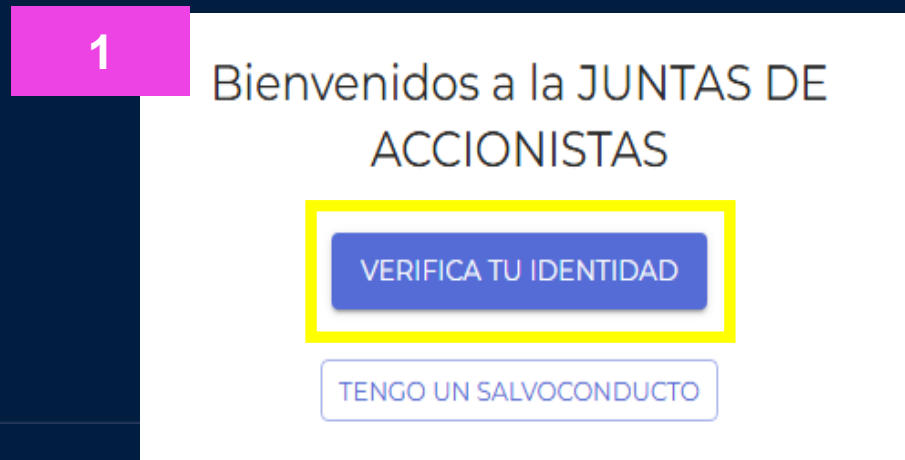 1
Bienvenidos a la JUNTAS DE
ACCIONISTAS
VERIFICA TU IDENTIDAD
TENGO UN SALVOCONDUCTO